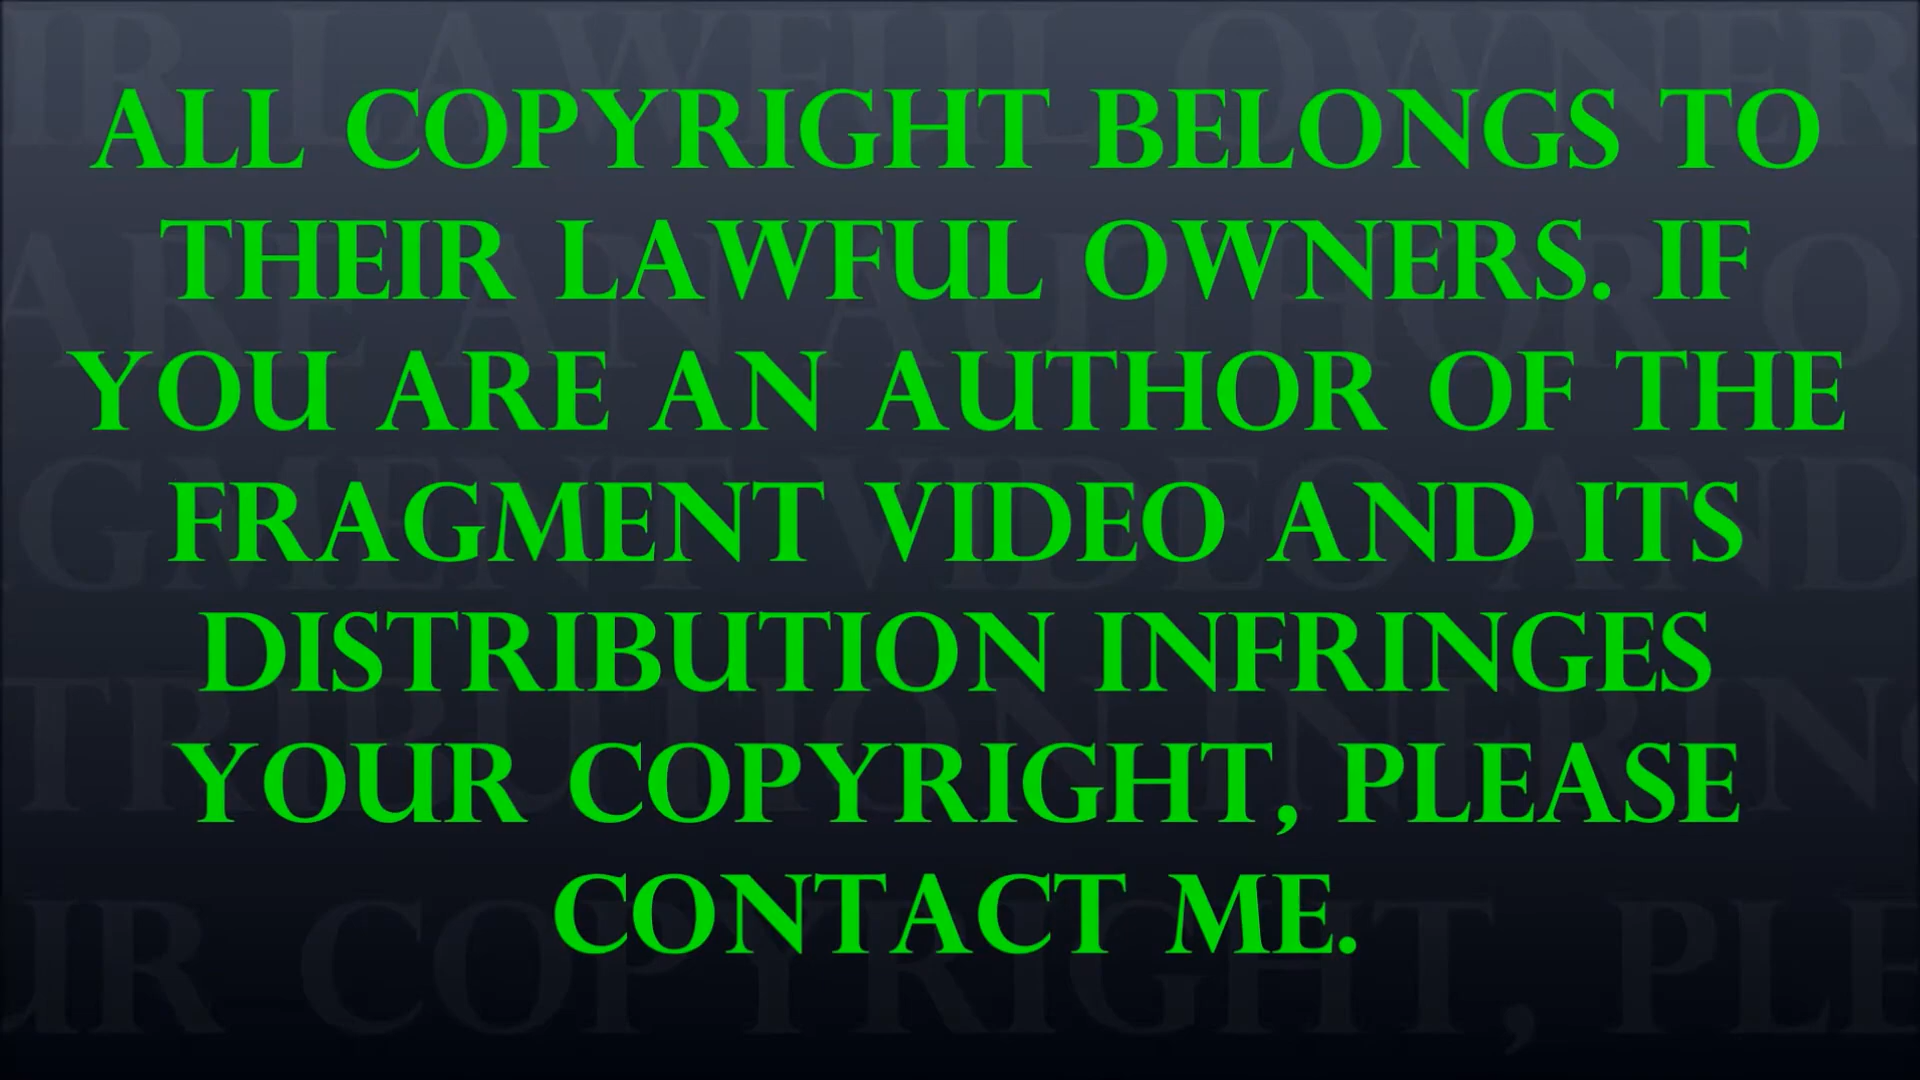 ALL COPYRIGHT BELONGS TO
THEIR LAWFUL OWNERS. IF
YOU ARE AN AUTHOR OF THE
FRAGMENT VIDEO AND ITS
DISTRIBUTION INFRINGES
YOUR COPYRIGHT, PLEASE
CONTACT ME.